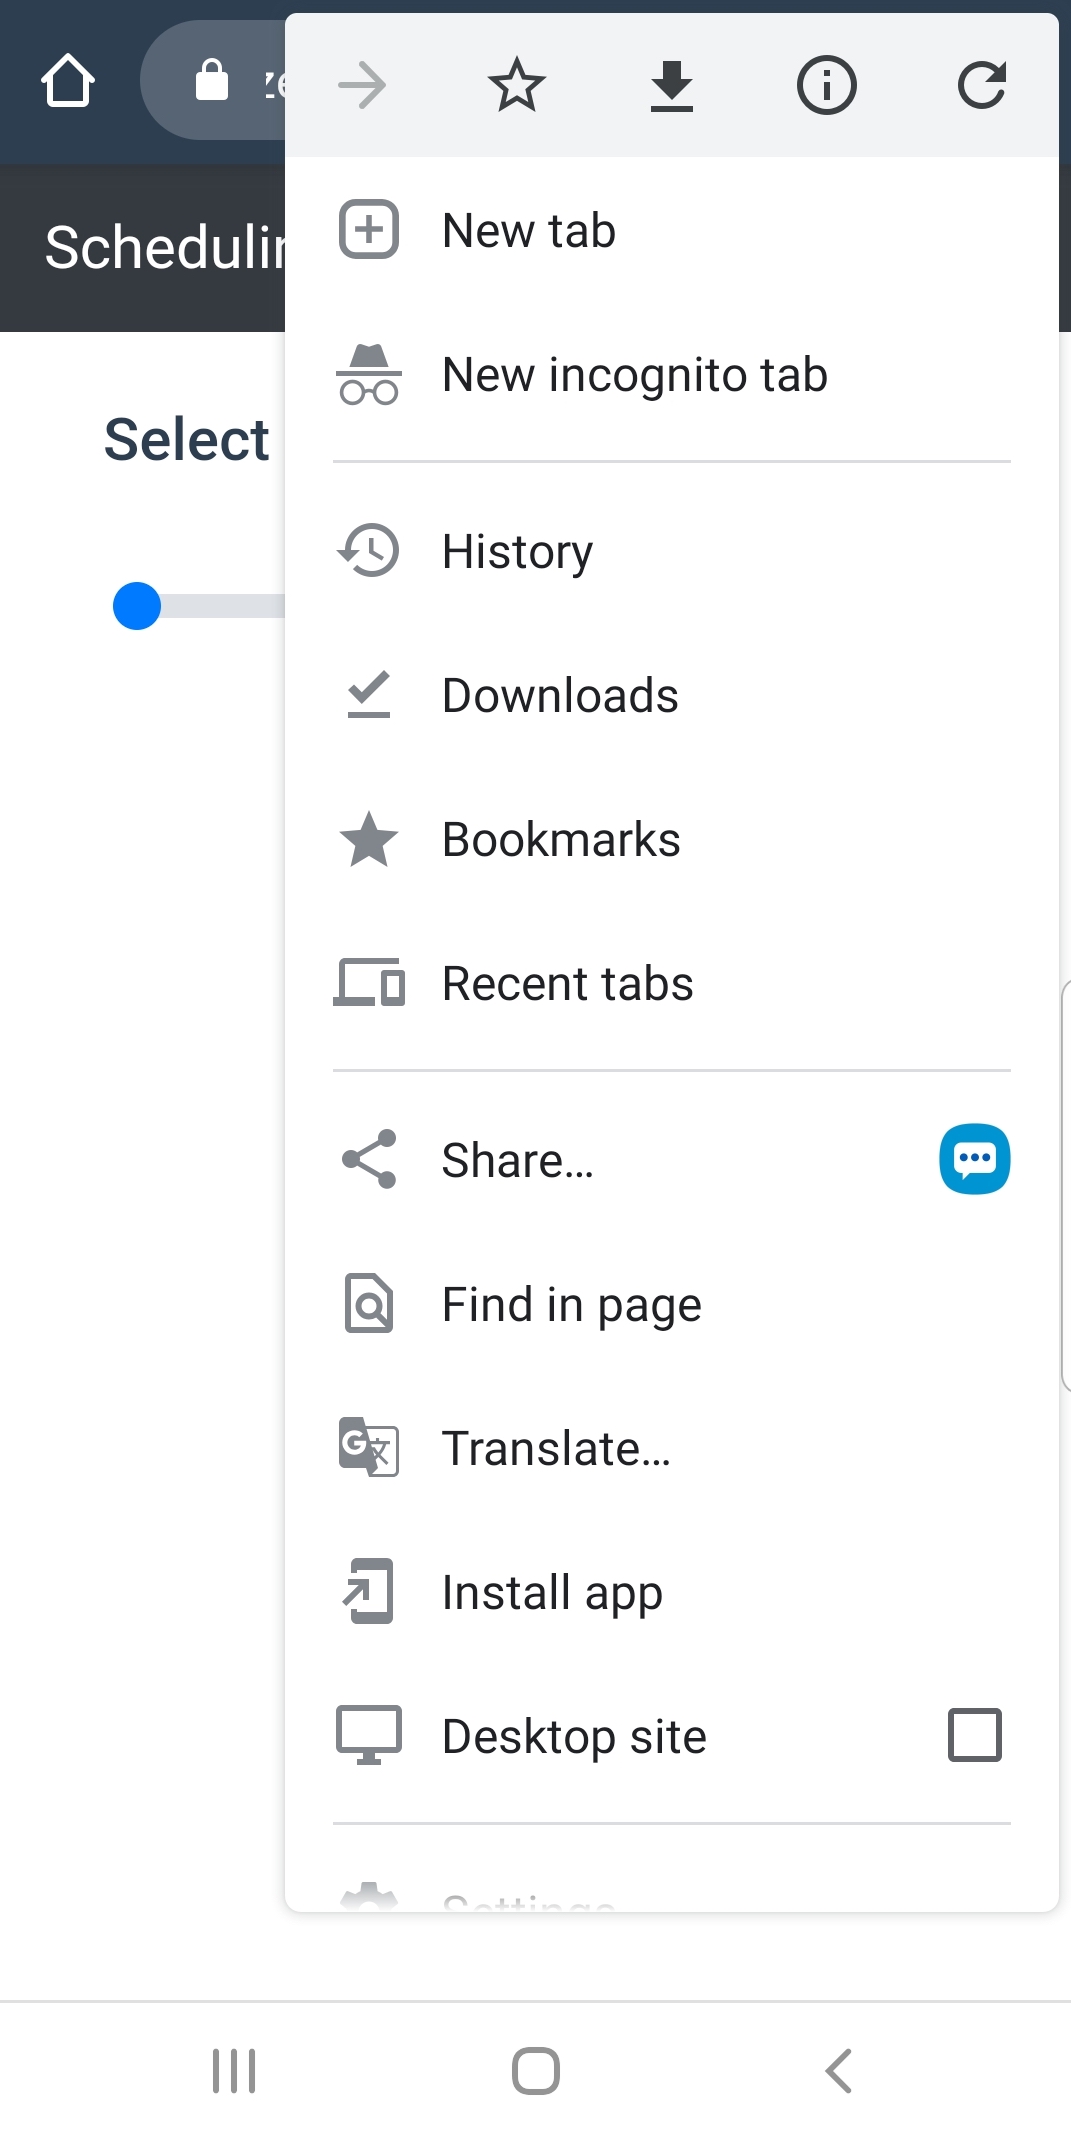 Select
New tab
New incognito tab
History
Downloads
Bookmarks
Recent tabs
Share...
Find in page
Translate...
Install app
Desktop site
Settings